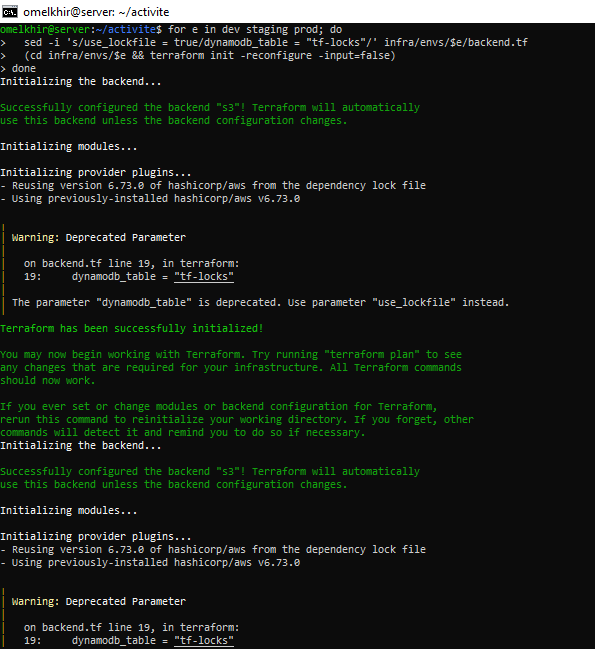 omelkhir@server: ~/activite
omelkhir@server:~/activite$ for e in dev staging prod; do
>   sed -i 's/use_lockfile = true/dynamodb_table = "tf-locks"/' infra/envs/$e/backend.tf
>   (cd infra/envs/$e && terraform init -reconfigure -input=false)
> done
Initializing the backend...
Successfully configured the backend "s3"! Terraform will automatically
use this backend unless the backend configuration changes.
Initializing modules...
Initializing provider plugins...
- Reusing version 6.73.0 of hashicorp/aws from the dependency lock file
- Using previously-installed hashicorp/aws v6.73.0
Warning: Deprecated Parameter
on backend.tf line 19, in terraform:
19:     dynamodb_table = "tf-locks"
The parameter "dynamodb_table" is deprecated. Use parameter "use_lockfile" instead.
Terraform has been successfully initialized!
You may now begin working with Terraform. Try running "terraform plan" to see
any changes that are required for your infrastructure. All Terraform commands
should now work.
If you ever set or change modules or backend configuration for Terraform,
rerun this command to reinitialize your working directory. If you forget, other
commands will detect it and remind you to do so if necessary.
Initializing the backend...
Successfully configured the backend "s3"! Terraform will automatically
use this backend unless the backend configuration changes.
Initializing modules...
Initializing provider plugins...
- Reusing version 6.73.0 of hashicorp/aws from the dependency lock file
- Using previously-installed hashicorp/aws v6.73.0
Warning: Deprecated Parameter
on backend.tf line 19, in terraform:
19:     dynamodb_table = "tf-locks"